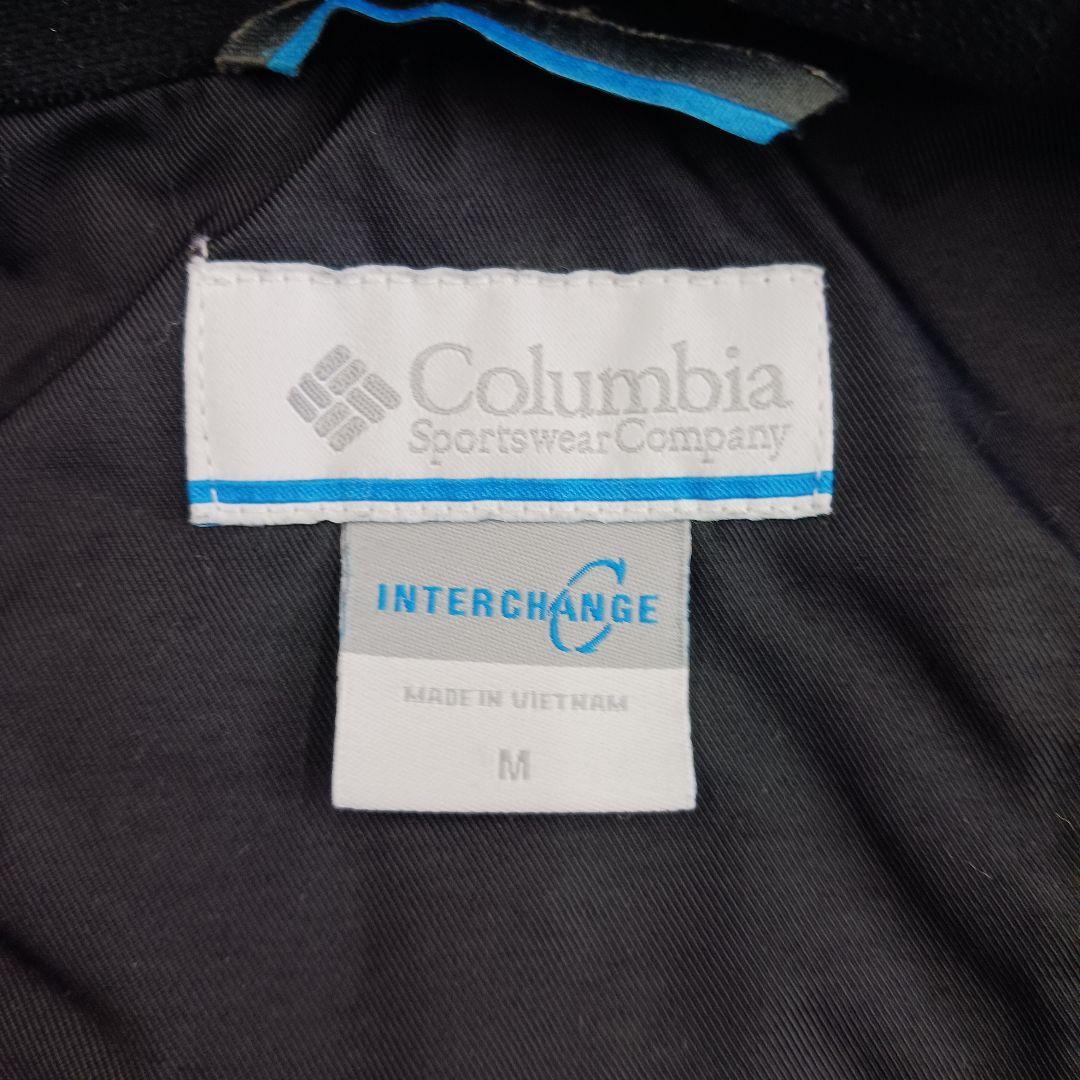 Columbia
Sportswear Company
INTERCHANGE
MADE IN VIETNAM
M